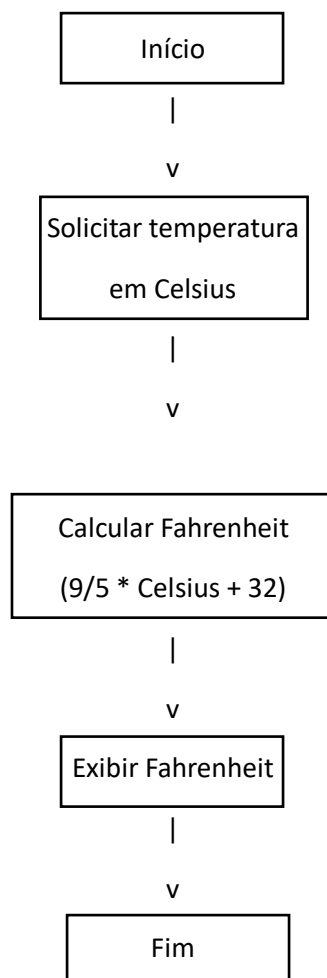 Início
|
v
Solicitar temperatura
em Celsius
|
v
Calcular Fahrenheit
(9/5 * Celsius + 32)
|
v
Exibir Fahrenheit
|
v
Fim